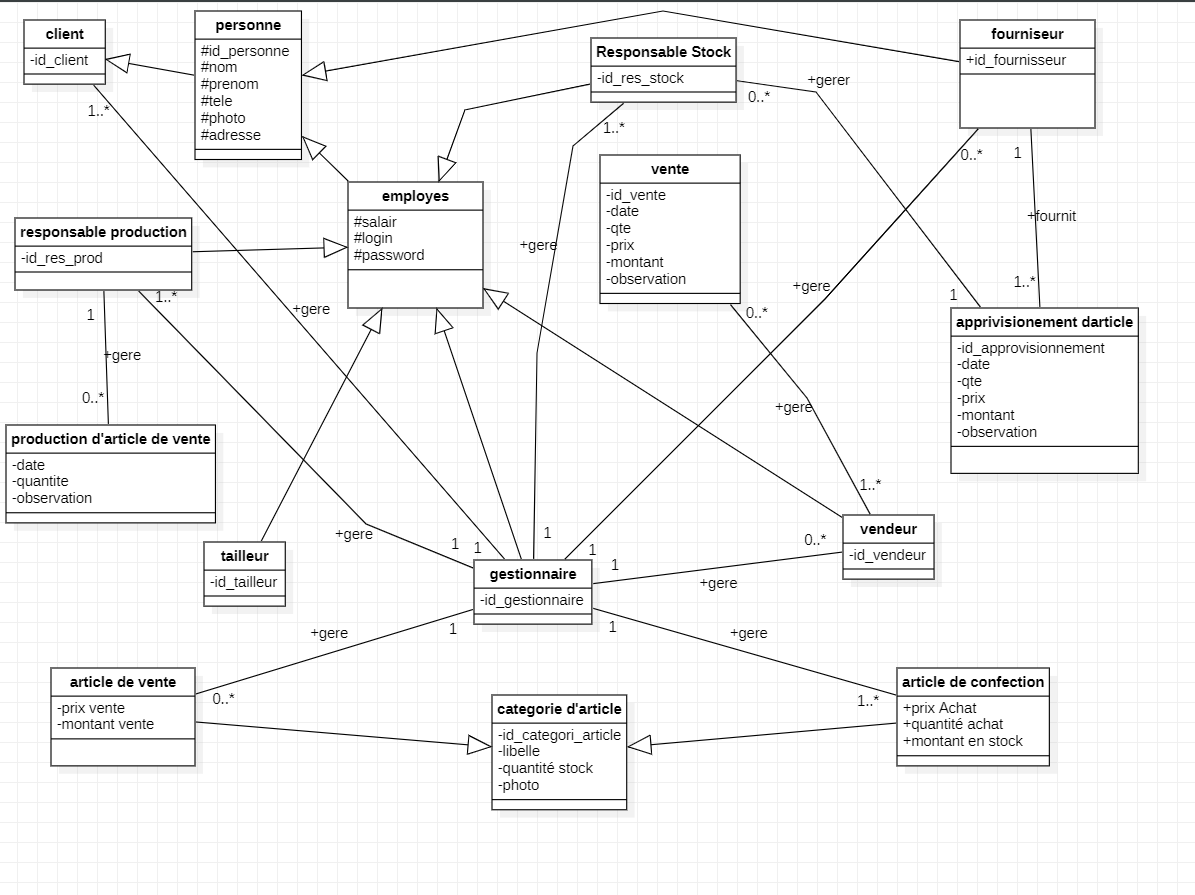 client
-id_client
personne
#id_personne
#nom
#prenom
#tele
#photo
#adresse
Responsable Stock
-id_res_stock
fourniseur
+id_fournisseur
+gerer
0..*
1..*
1..*
0..*
1
vente
-id_vente
-date
-qte
-prix
-montant
-observation
employes
#salair
#login
#password
responsable production
-id_res_prod
+fournit
+gere
+gere
1..*
1
1..*
1
+gere
0..*
+gere
apprivisionement darticle
-id_approvisionnement
-date
-qte
-prix
-montant
-observation
+gere
0..*
+gere
production d'article de vente
-date
-quantite
-observation
1..*
vendeur
-id_vendeur
+gere
1
1
1
1
1
0..*
tailleur
-id_tailleur
gestionnaire
-id_gestionnaire
+gere
+gere
1
1
+gere
article de vente
-prix vente
-montant vente
0..*
1..*
article de confection
+prix Achat
+quantité achat
+montant en stock
categorie d'article
-id_categori_article
-libelle
-quantité stock
-photo